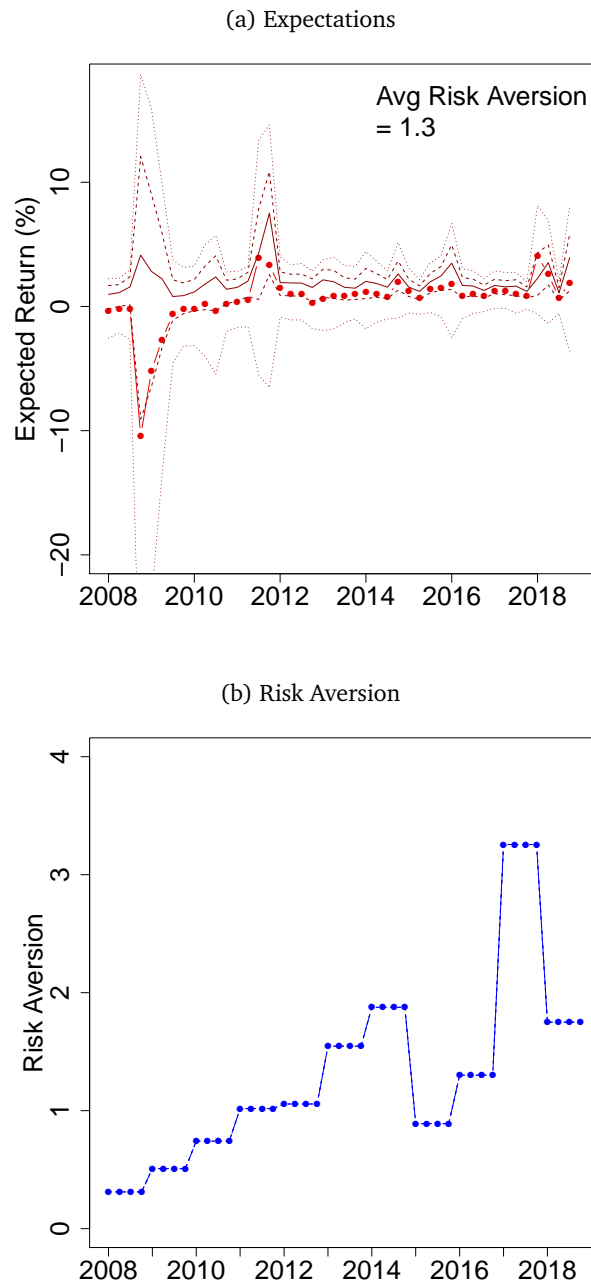 (a) Expectations
Avg Risk Aversion
= 1.3
Expected Return (%)
10
0
−10
−20
2008 2010 2012 2014 2016 2018
(b) Risk Aversion
Risk Aversion
4
3
2
1
0
2008 2010 2012 2014 2016 2018